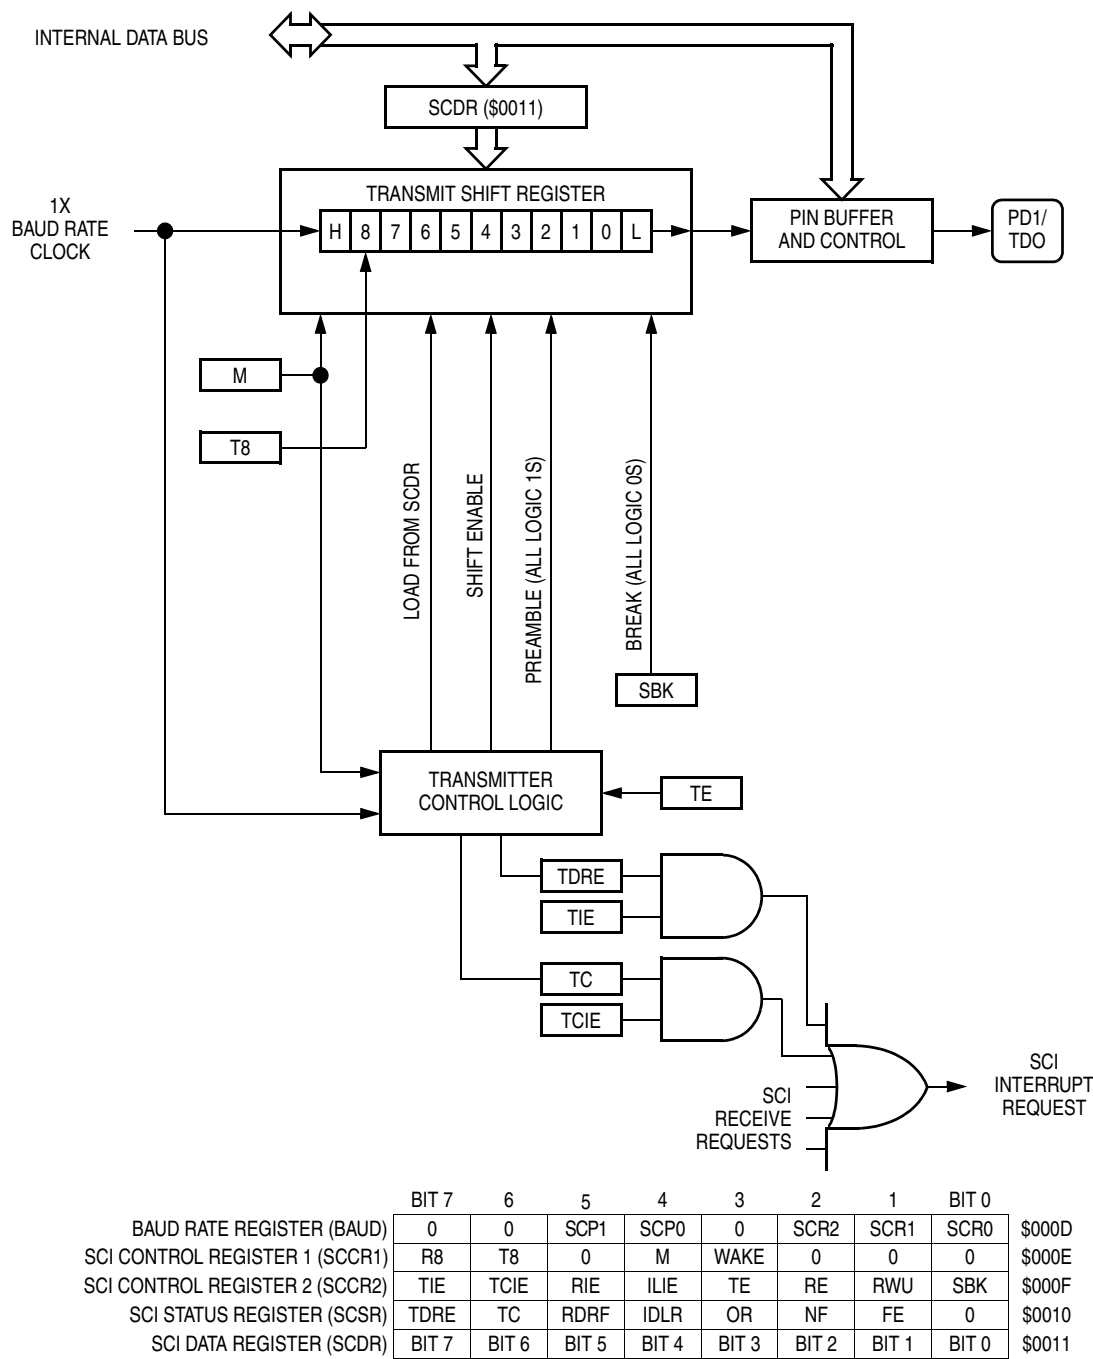 INTERNAL DATA BUS
SCDR ($0011)
TRANSMIT SHIFT REGISTER
H 8 7 6 5 4 3 2 1 0 L
1X
BAUD RATE
CLOCK
PIN BUFFER
AND CONTROL
PD1/
TDO
M
T8
LOAD FROM SCDR
SHIFT ENABLE
PREAMBLE (ALL LOGIC 1S)
BREAK (ALL LOGIC 0S)
SBK
TRANSMITTER
CONTROL LOGIC
TE
TDRE
TIE
TC
TCIE
SCI
RECEIVE
REQUESTS
SCI
INTERRUPT
REQUEST
BIT 7 6 5 4 3 2 1 BIT 0
BAUD RATE REGISTER (BAUD) 0 0 SCP1 SCP0 0 SCR2 SCR1 SCR0 $000D
SCI CONTROL REGISTER 1 (SCCR1) R8 T8 0 M WAKE 0 0 0 $000E
SCI CONTROL REGISTER 2 (SCCR2) TIE TCIE RIE ILIE TE RE RWU SBK $000F
SCI STATUS REGISTER (SCSR) TDRE TC RDRF IDLR OR NF FE 0 $0010
SCI DATA REGISTER (SCDR) BIT 7 BIT 6 BIT 5 BIT 4 BIT 3 BIT 2 BIT 1 BIT 0 $0011